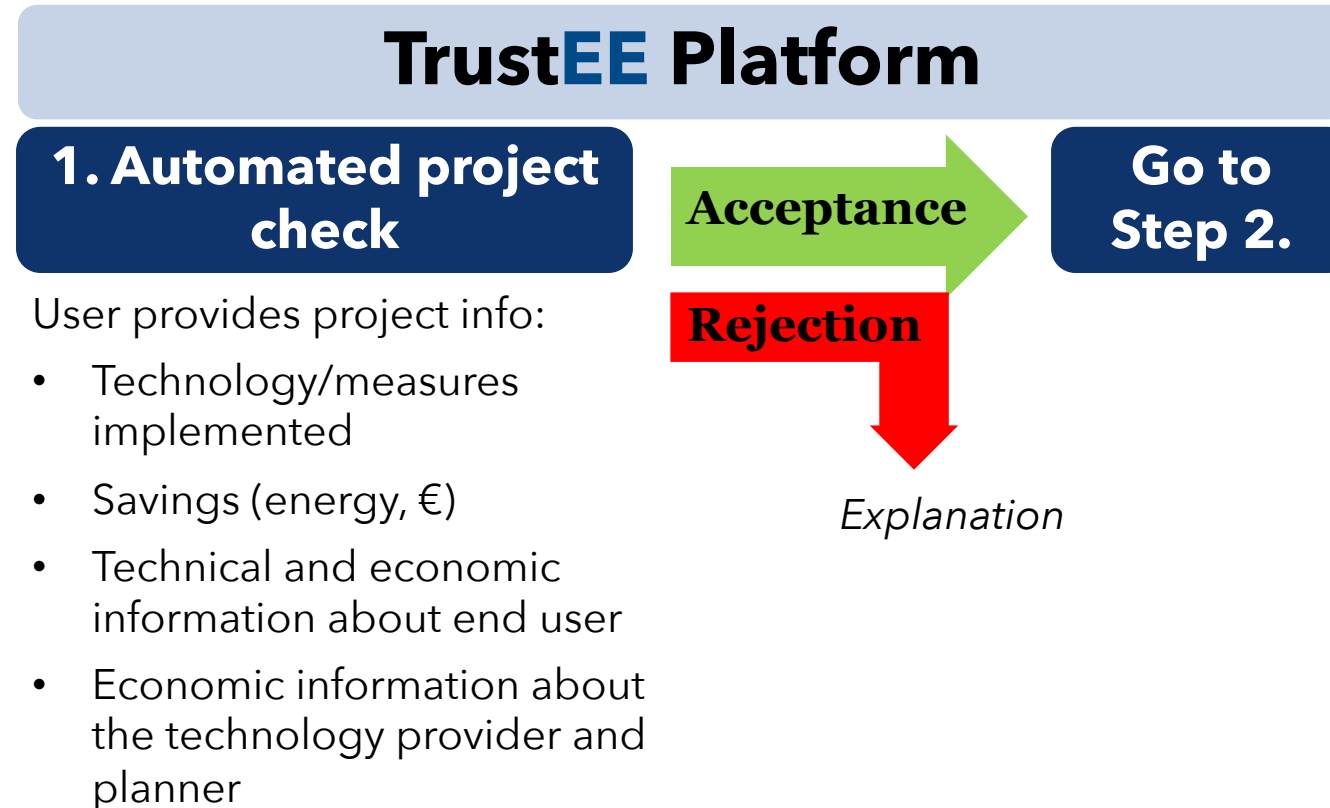 TrustEE Platform
1. Automated project
check
Acceptance
Go to
Step 2.
User provides project info:
• Technology/measures
implemented
• Savings (energy, €)
• Technical and economic
information about end user
• Economic information about
the technology provider and
planner
Rejection
Explanation